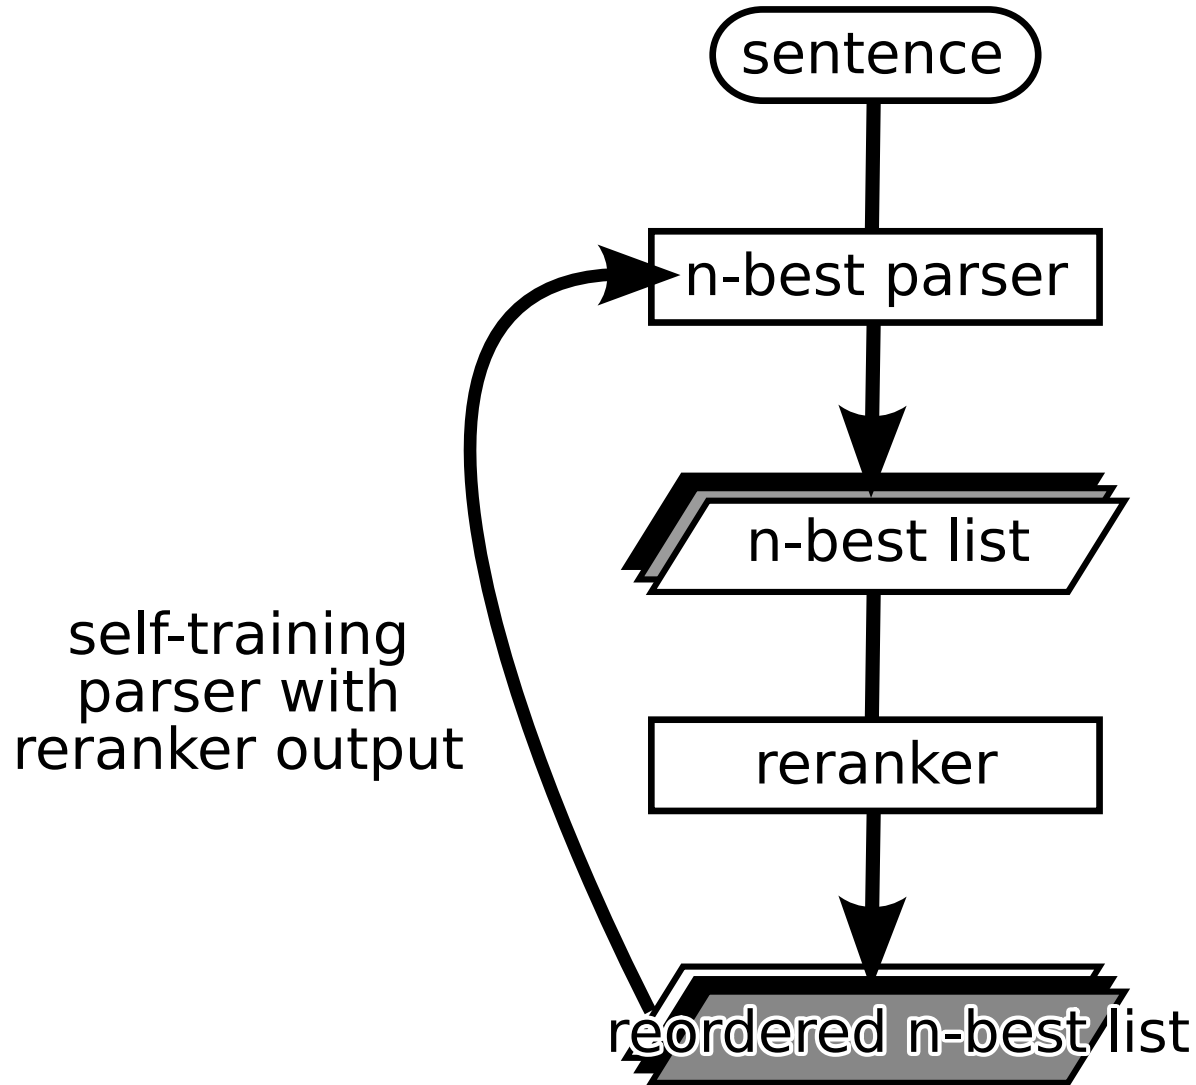 sentence
n-best parser
n-best list
self-training
parser with
reranker output
reranker
reordered n-best list